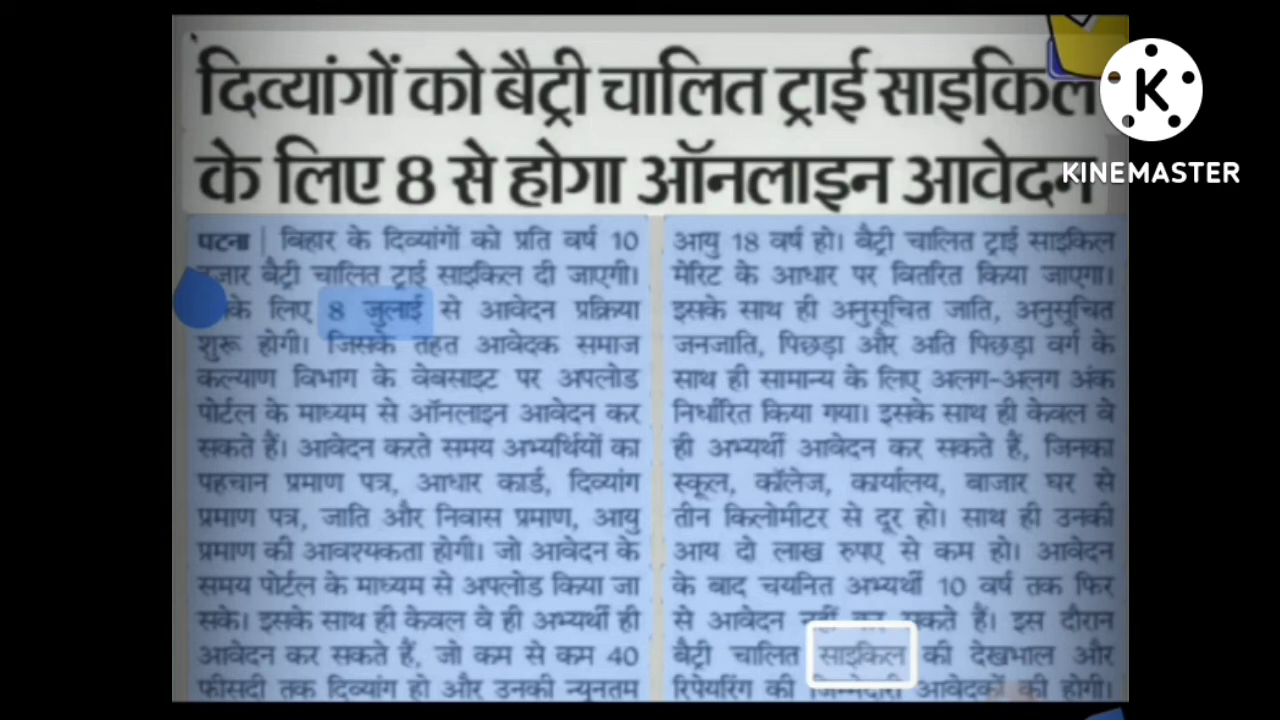 दिव्यांगों को बैट्री चालित ट्राई साइकिल
के लिए 8 से होगा ऑनलाइन आवेदन
K
KINEMASTER
पटना | बिहार के दिव्यांगों को प्रति वर्ष 10
हजार बैट्री चालित ट्राई साइकिल दी जाएगी।
के लिए 8 जुलाई से आवेदन प्रक्रिया
शुरू होगी। जिसके तहत आवेदक समाज
कल्याण विभाग के वेबसाइट पर अपलोड
पोर्टल के माध्यम से ऑनलाइन आवेदन कर
सकते हैं। आवेदन करते समय अभ्यर्थियों का
पहचान प्रमाण पत्र, आधार कार्ड, दिव्यांग
प्रमाण पत्र, जाति और निवास प्रमाण, आयु
प्रमाण की आवश्यकता होगी। जो आवेदन के
समय पोर्टल के माध्यम से अपलोड किया जा
सके। इसके साथ ही केवल वे ही अभ्यर्थी ही
आवेदन कर सकते हैं, जो कम से कम 40
फीसदी तक दिव्यांग हो और उनकी न्यूनतम
आयु 18 वर्ष हो। बैट्री चालित ट्राई साइकिल
मेरिट के आधार पर वितरित किया जाएगा।
इसके साथ ही अनुसूचित जाति, अनुसूचित
जनजाति, पिछड़ा और अति पिछड़ा वर्ग के
साथ ही सामान्य के लिए अलग-अलग अंक
निर्धारित किया गया। इसके साथ ही केवल वे
ही अभ्यर्थी आवेदन कर सकते हैं, जिनका
स्कूल, कॉलेज, कार्यालय, बाजार घर से
तीन किलोमीटर से दूर हो। साथ ही उनकी
आय दो लाख रुपए से कम हो। आवेदन
के बाद चयनित अभ्यर्थी 10 वर्ष तक फिर
से आवेदन नहीं कर सकते हैं। इस दौरान
बैट्री चालित साइकिल की देखभाल और
रिपेयरिंग की जिम्मेदारी आवेदकों की होगी।